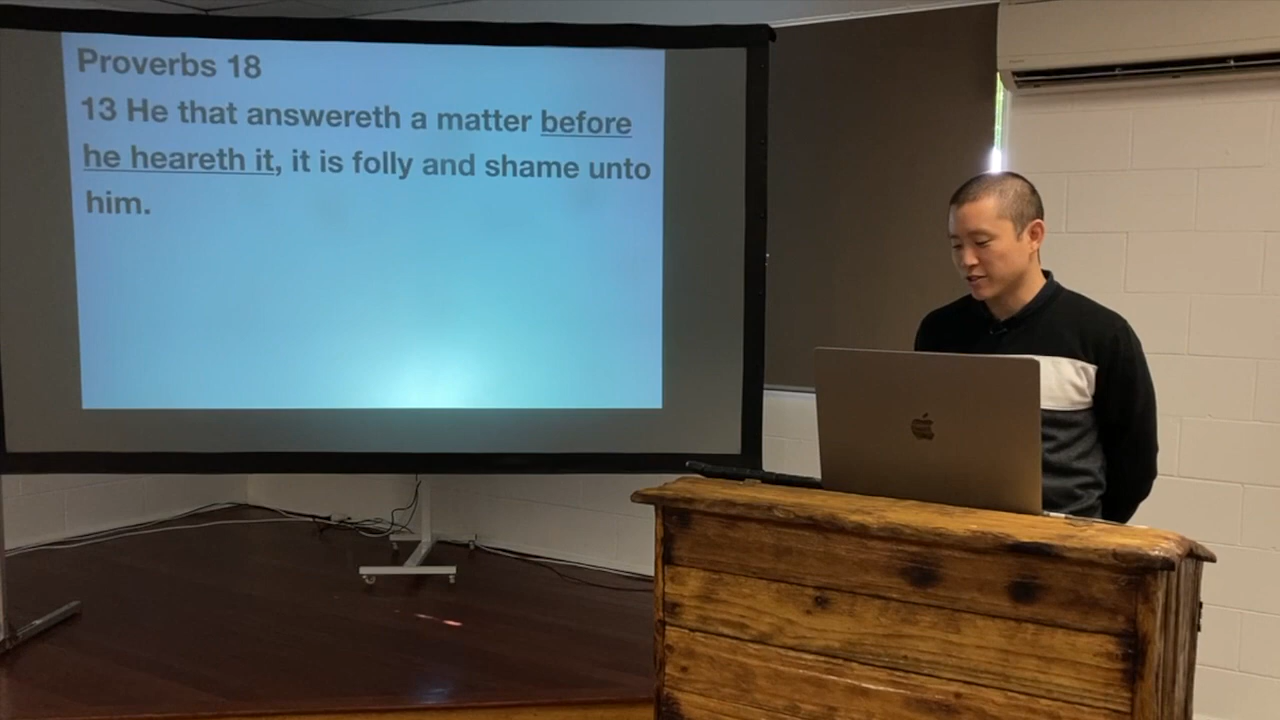 Proverbs 18
13 He that answereth a matter before
he heareth it, it is folly and shame unto
him.